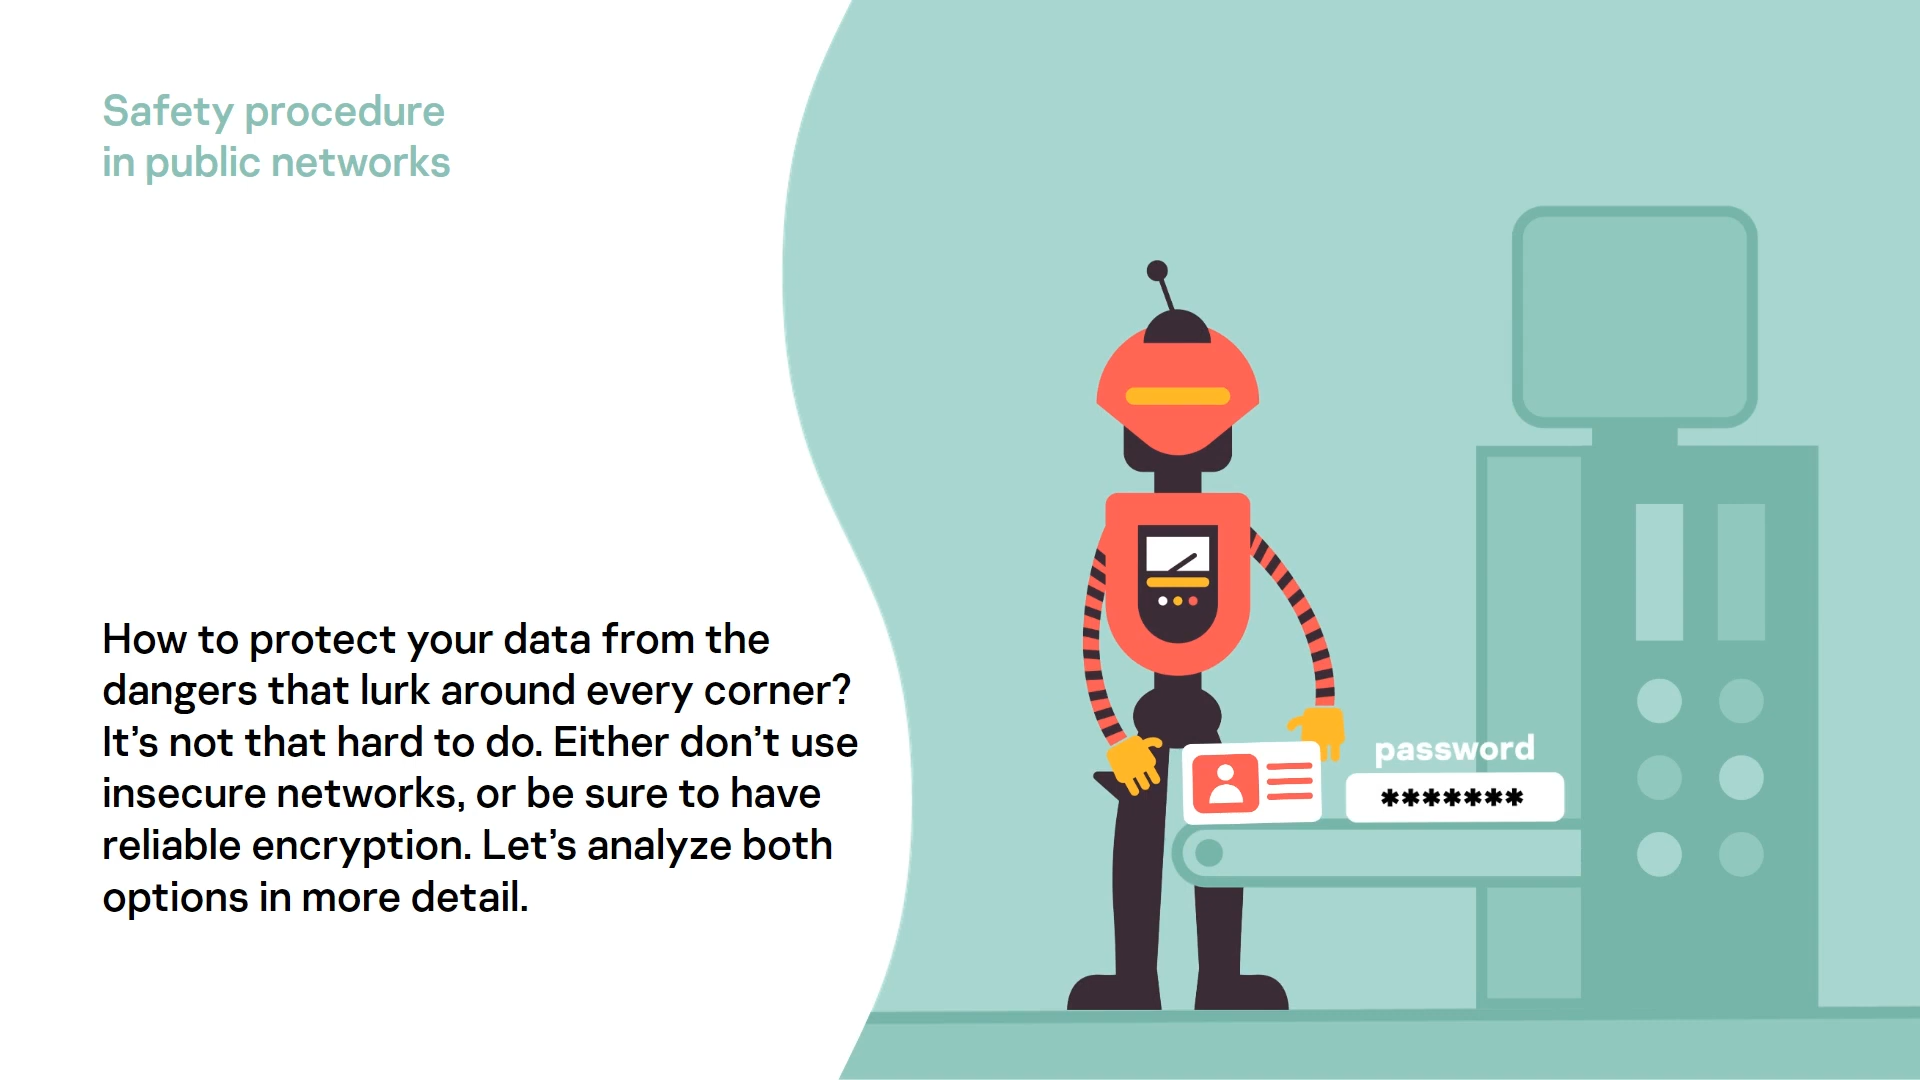 Safety procedure
in public networks
How to protect your data from the
dangers that lurk around every corner?
It’s not that hard to do. Either don’t use
insecure networks, or be sure to have
reliable encryption. Let’s analyze both
options in more detail.
password
*******